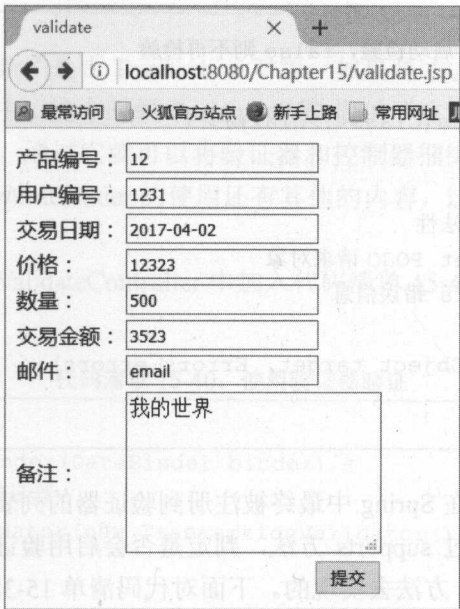 validate × +
localhost:8080/Chapter15/validate.jsp
最常访问 火狐官方站点 新手上路 常用网址
产品编号： 12
用户编号： 1231
交易日期： 2017-04-02
价格： 12323
数量： 500
交易金额： 3523
邮件： email
我的世界
备注：
提交